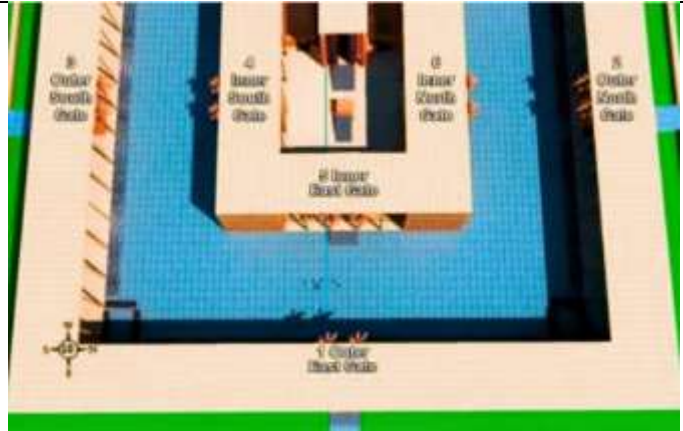 3
Outer
South
Gate
4
Inner
South
Gate
6
Inner
North
Gate
2
Outer
North
Gate
5 Inner
East Gate
1 Outer
East Gate